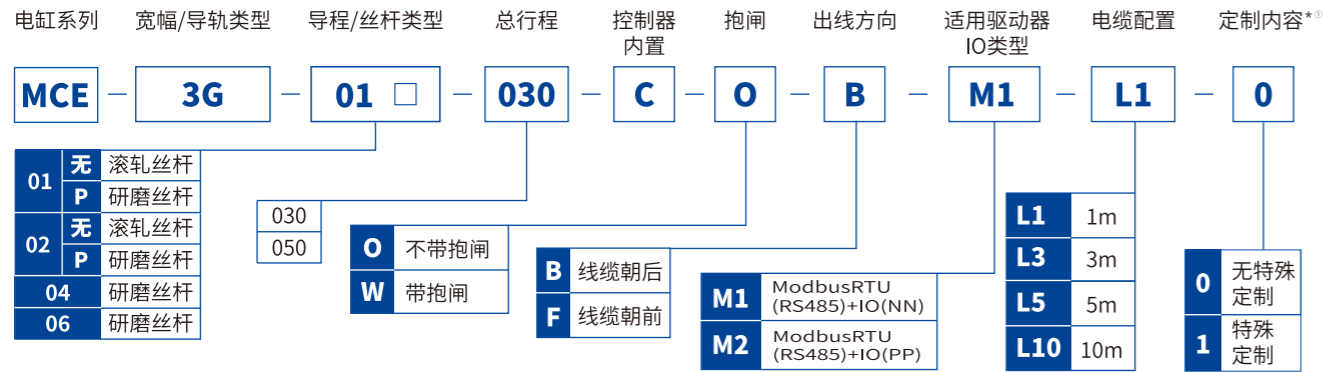 电缸系列 宽幅/导轨类型 导程/丝杆类型 总行程 控制器 抱闸 出线方向 适用驱动器 电缆配置 定制内容★①
内置 IO类型
MCE — 3G — 01 □ — 030 — C — O — B — M1 — L1 — 0
01 无 滚轧丝杆
P 研磨丝杆
02 无 滚轧丝杆
P 研磨丝杆
04 研磨丝杆
06 研磨丝杆
030
050
O 不带抱闸
W 带抱闸
B 线缆朝后
F 线缆朝前
M1 ModbusRTU
(RS485)+IO(NN)
M2 ModbusRTU
(RS485)+IO(PP)
L1 1m
L3 3m
L5 5m
L10 10m
0 无特殊
定制
1 特殊
定制